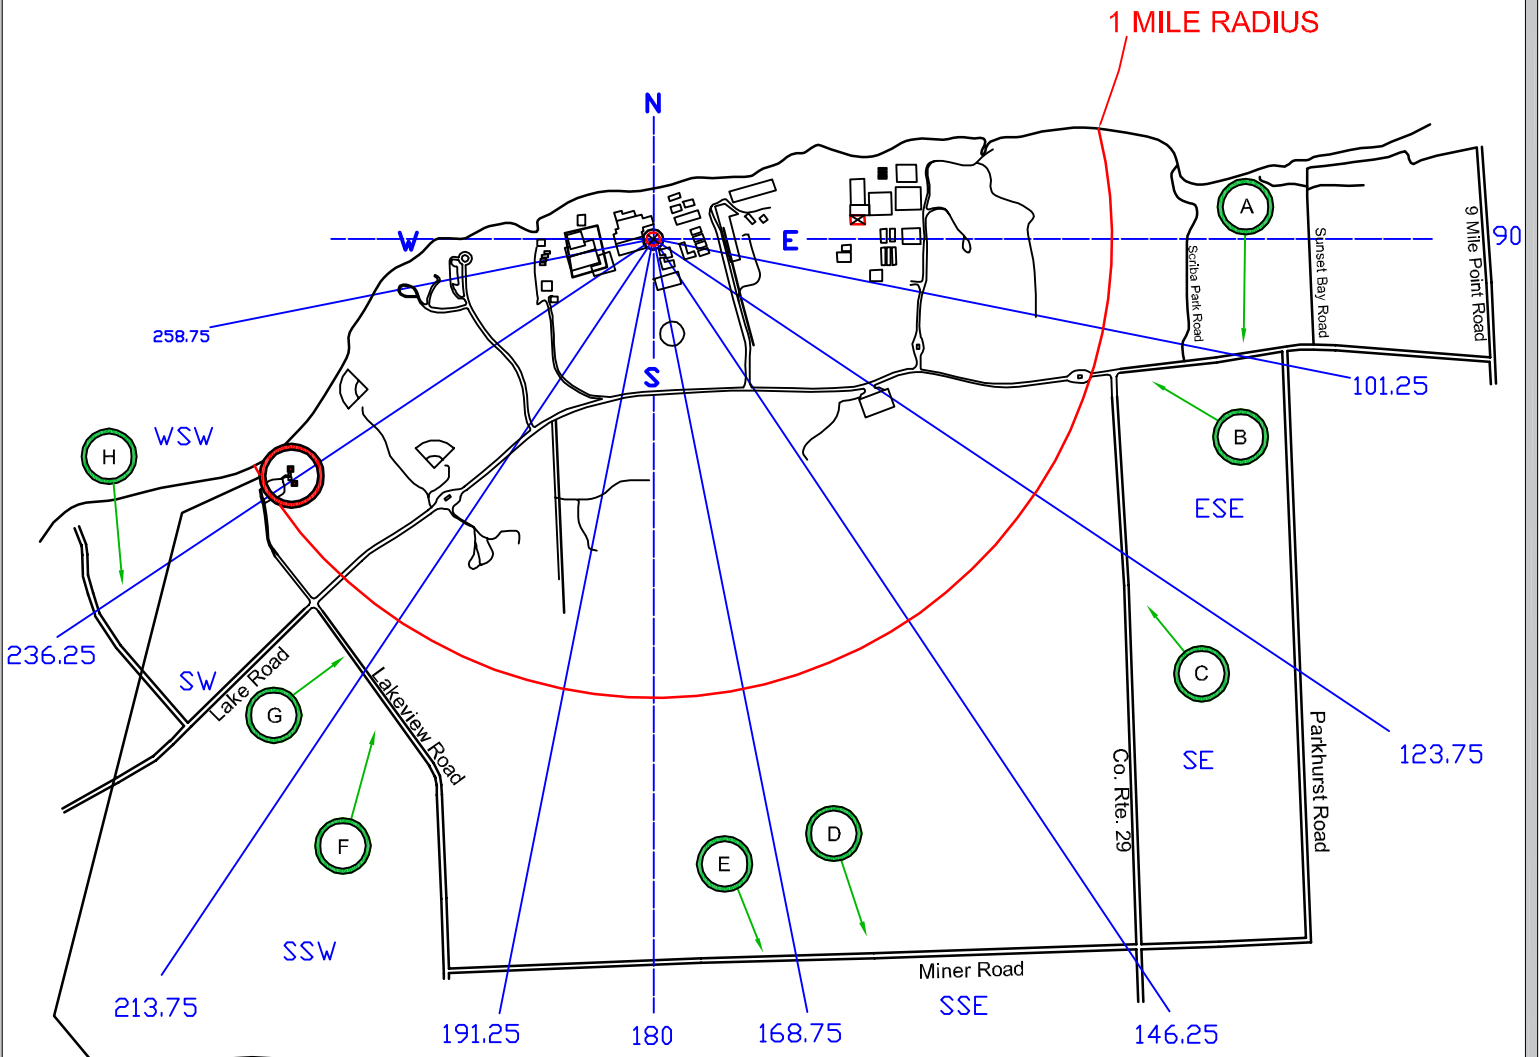 1 MILE RADIUS
N
A
9 Mile Point Road
W
E
90
Sunset Bay Road
Scriba Park Road
258.75
S
101.25
H
WSW
B
ESE
236.25
SW
Lake Road
G
Lakeview Road
C
123.75
SE
Co. Rte. 29
Parkhurst Road
F
E
D
SSW
Miner Road
SSE
213.75
191.25
180
168.75
146.25